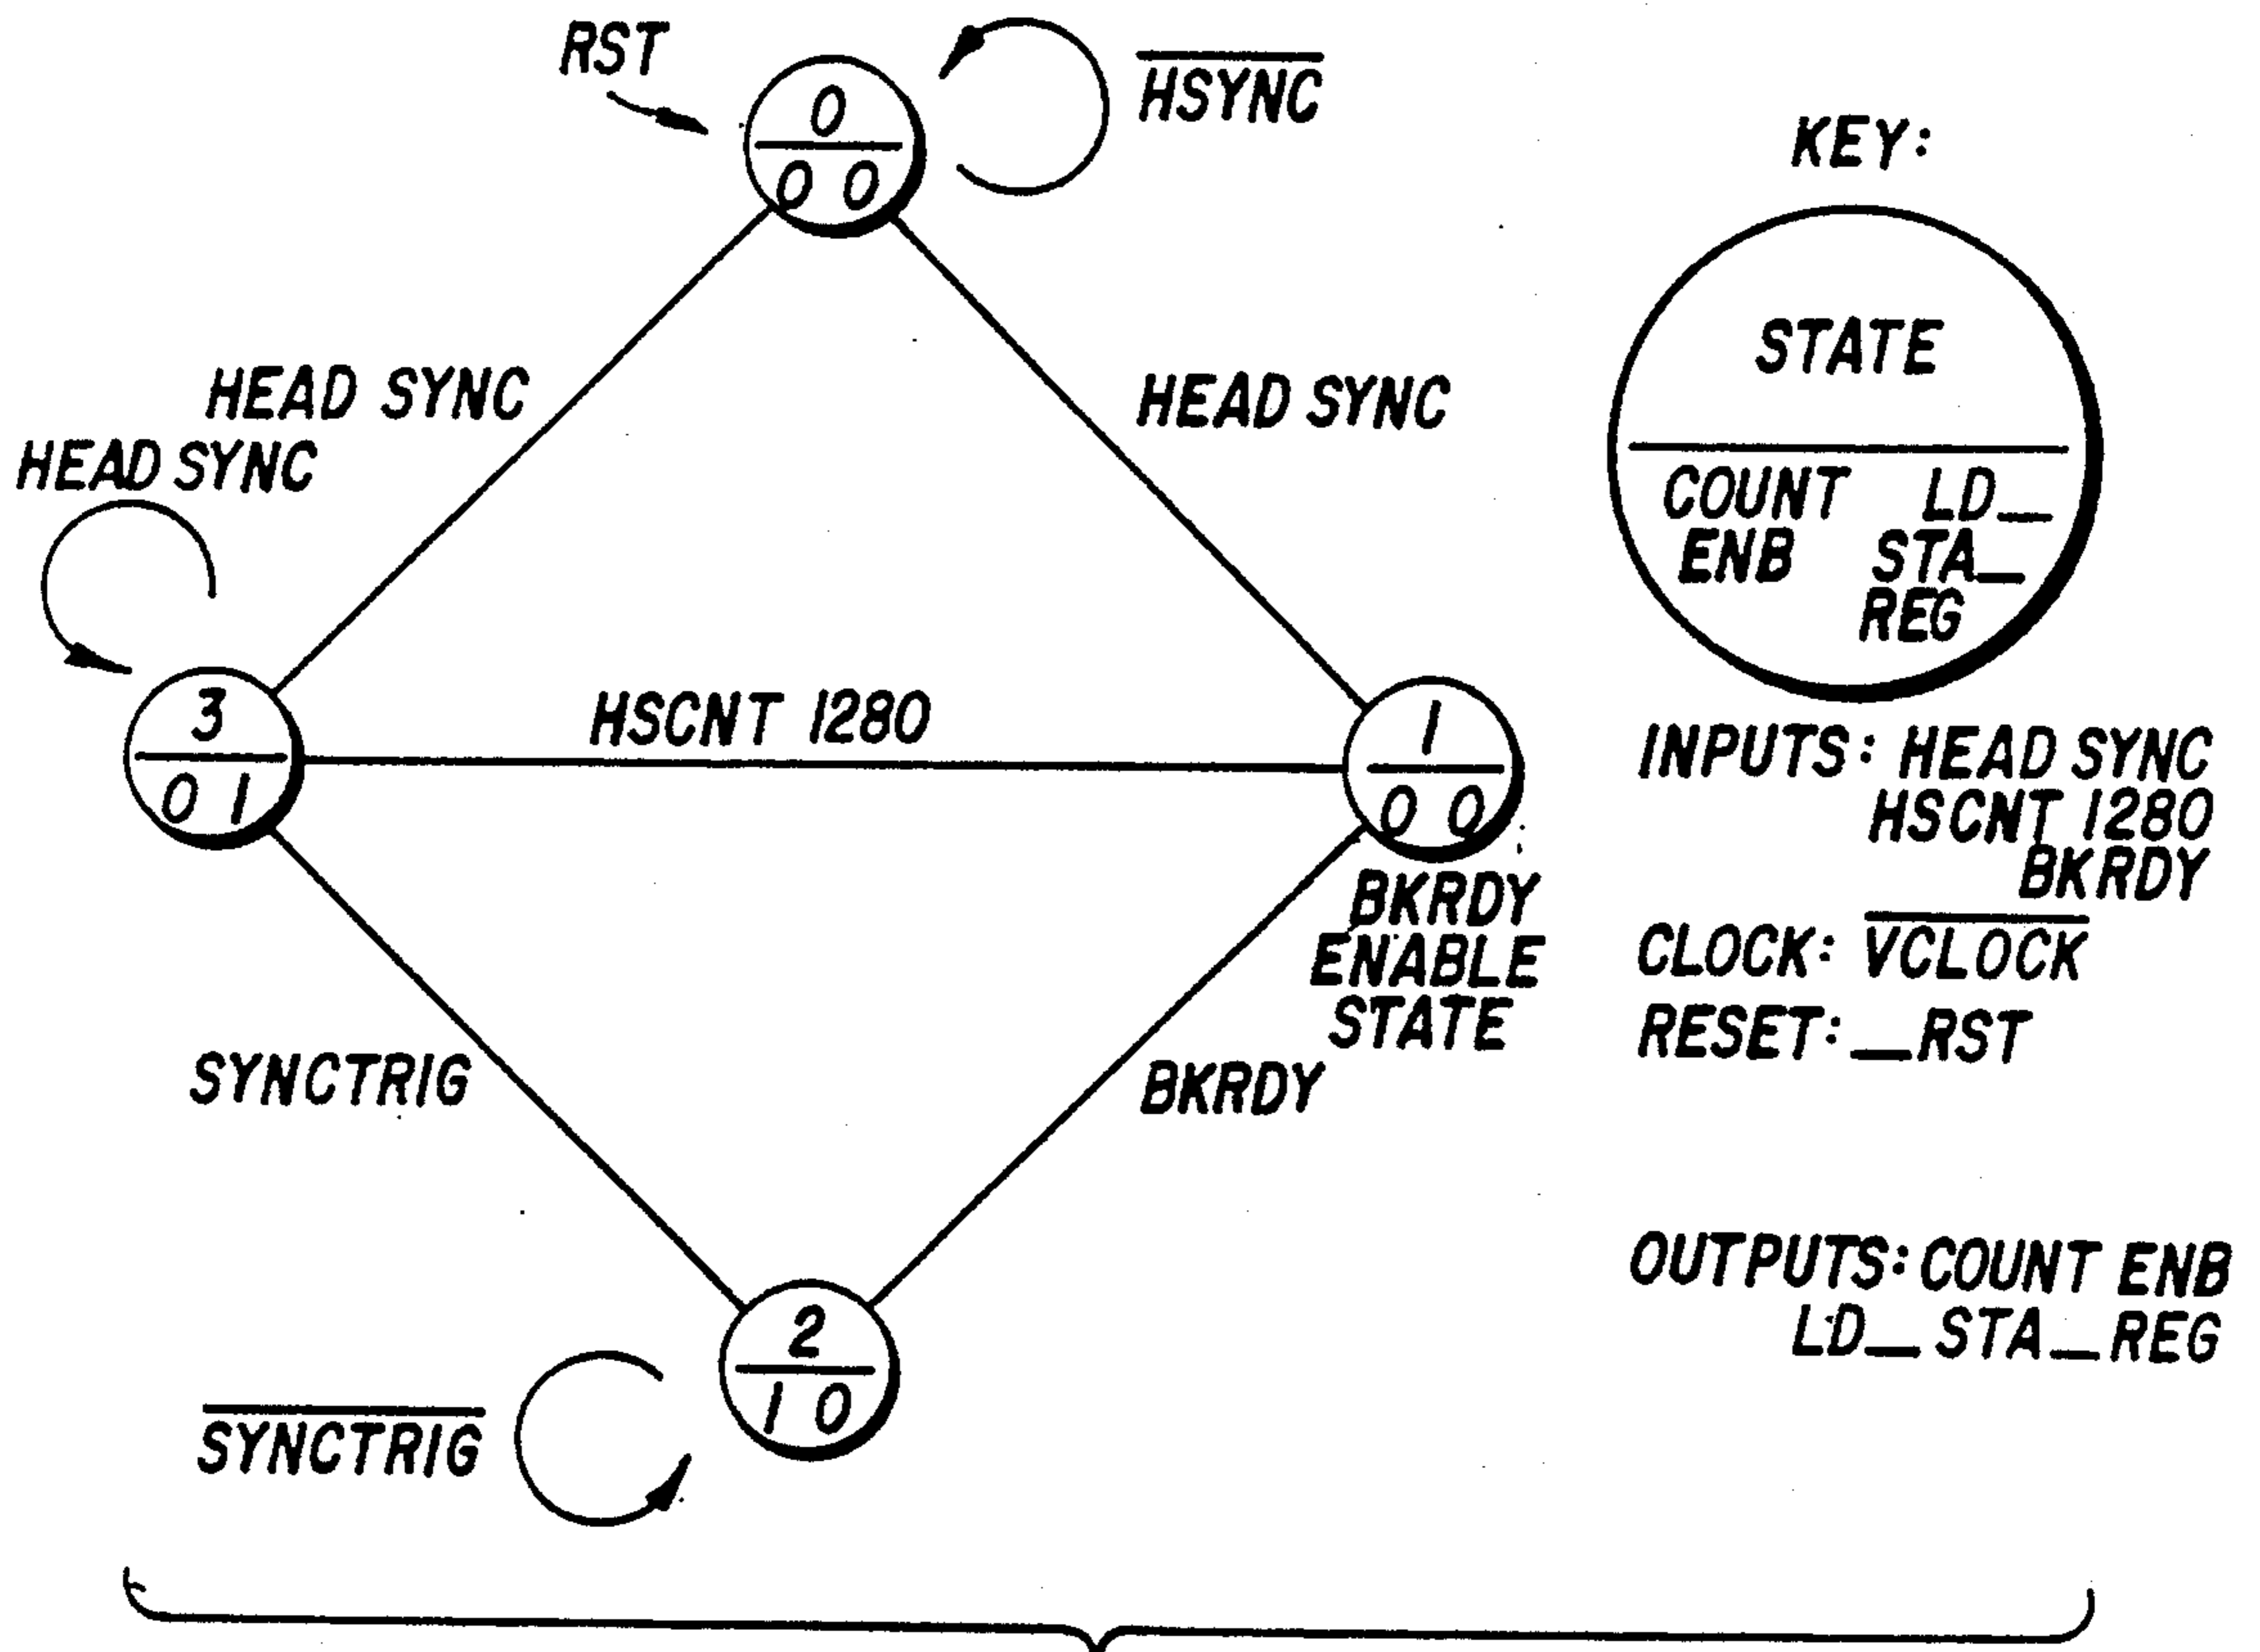 RST
0
0 0
HSYNC
HEAD SYNC
HEAD SYNC
HEAD SYNC
3
0 1
HSCNT 1280
1
0 0
BKRDY
ENABLE
STATE
SYNCTRIG
BKRDY
2
1 0
SYNCTRIG
KEY:
STATE
COUNT LD_
ENB STA_
REG
INPUTS: HEAD SYNC
HSCNT 1280
BKRDY
CLOCK: VCLOCK
RESET: _RST
OUTPUTS: COUNT ENB
LD_STA_REG